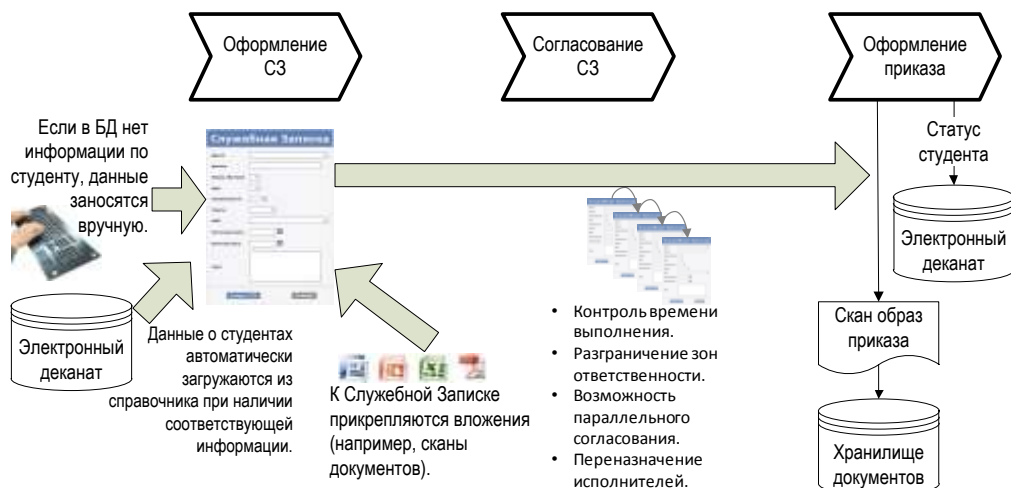 Оформление
СЗ
Согласование
СЗ
Оформление
приказа
Если в БД нет
информации по
студенту, данные
заносятся
вручную.
Служебная Записка
Статус
студента
Электронный
деканат
Электронный
деканат
Данные о студентах
автоматически
загружаются из
справочника при наличии
соответствующей
информации.
К Служебной Записке
прикрепляются вложения
(например, сканы
документов).
• Контроль времени
выполнения.
• Разграничение зон
ответственности.
• Возможность
параллельного
согласования.
• Переназначение
исполнителей.
Скан образ
приказа
Хранилище
документов